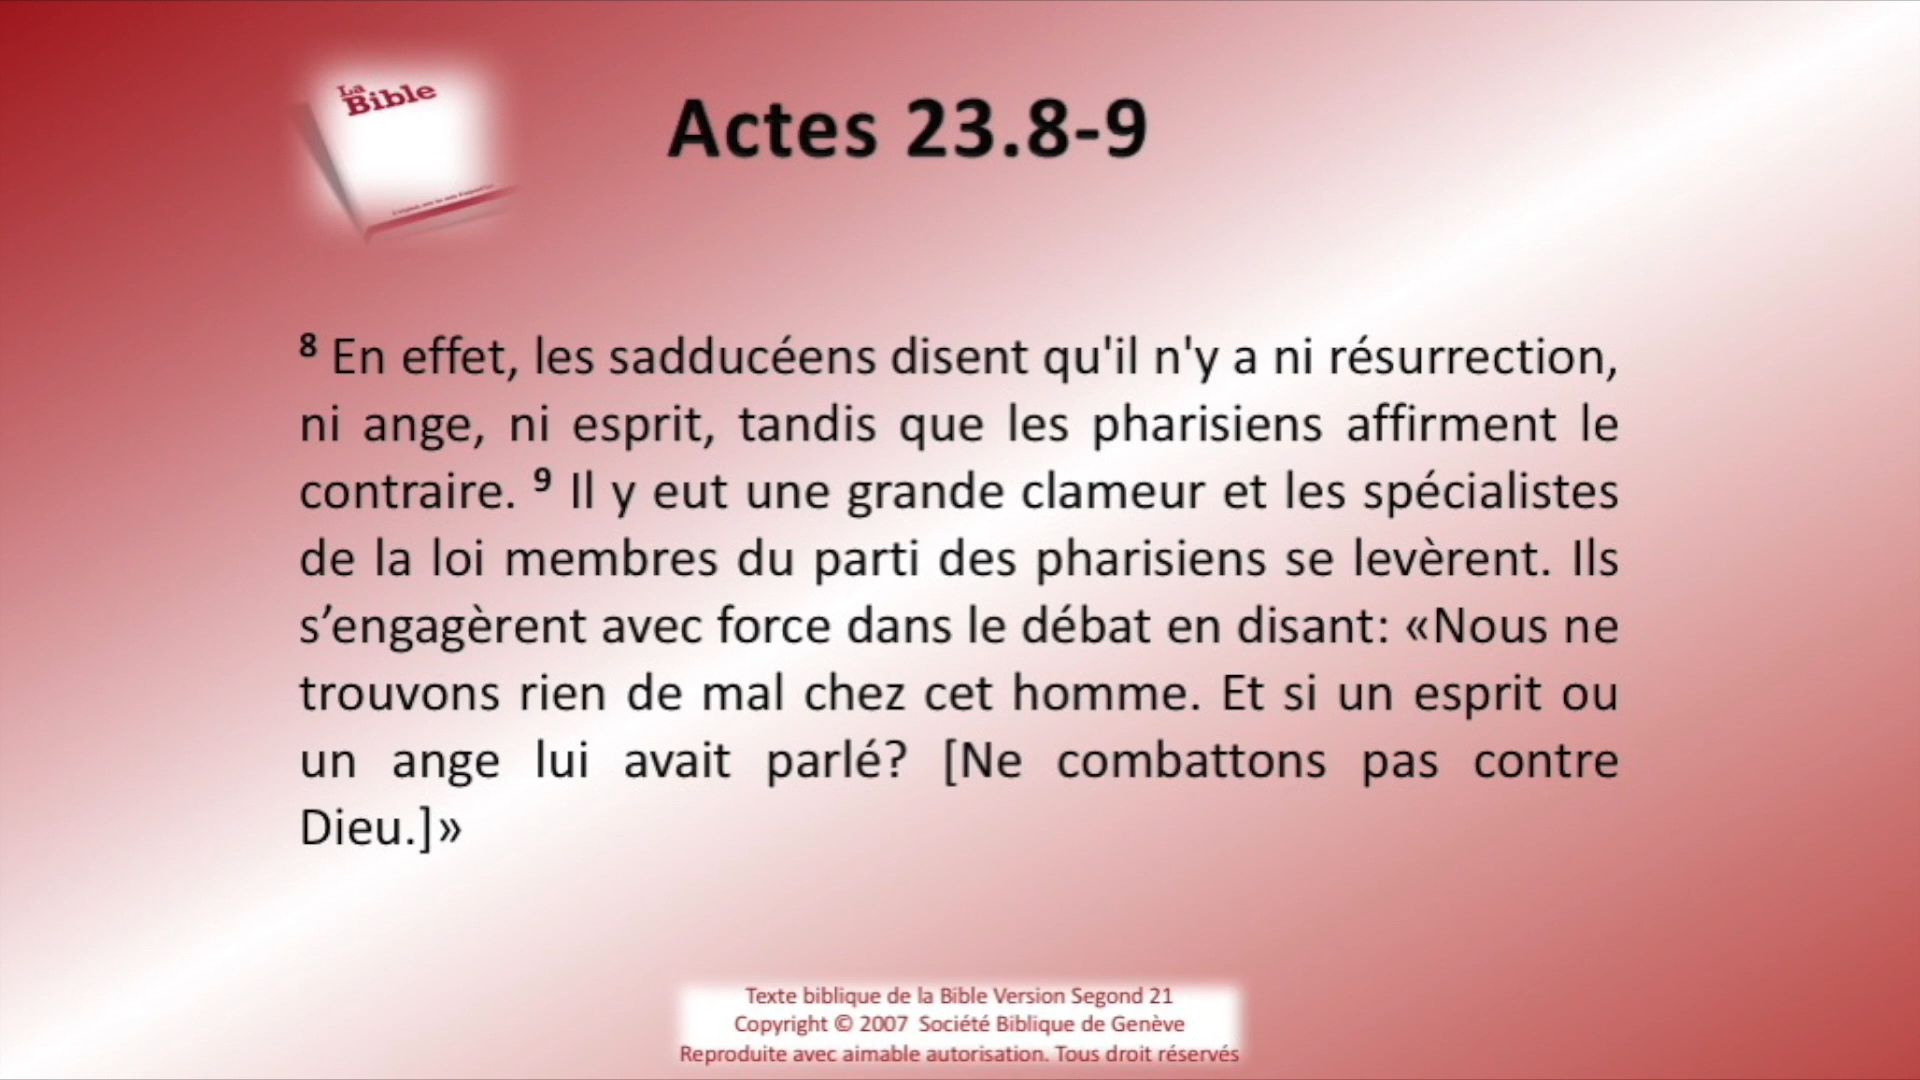 La
Bible
Actes 23.8-9
⁸ En effet, les sadducéens disent qu'il n'y a ni résurrection,
ni ange, ni esprit, tandis que les pharisiens affirment le
contraire. ⁹ Il y eut une grande clameur et les spécialistes
de la loi membres du parti des pharisiens se levèrent. Ils
s’engagèrent avec force dans le débat en disant: «Nous ne
trouvons rien de mal chez cet homme. Et si un esprit ou
un ange lui avait parlé? [Ne combattons pas contre
Dieu.]»
Texte biblique de la Bible Version Segond 21
Copyright © 2007 Société Biblique de Genève
Reproduite avec aimable autorisation. Tous droit réservés